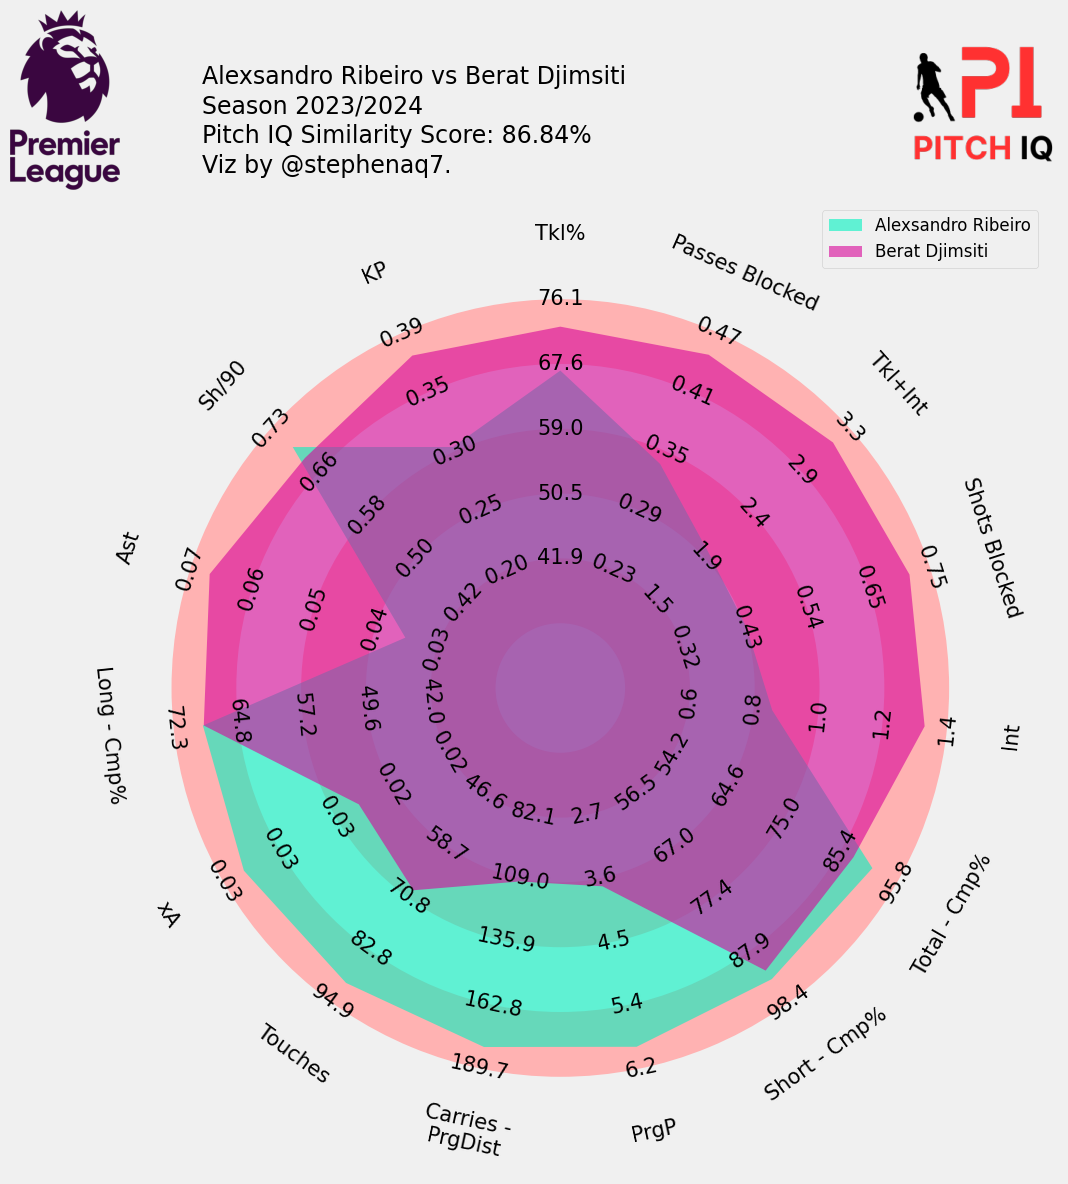 Premier
League
Alexsandro Ribeiro vs Berat Djimsiti
Season 2023/2024
Pitch IQ Similarity Score: 86.84%
Viz by @stephenaq7.
PI
PITCH IQ
Alexsandro Ribeiro
Berat Djimsiti
Tkl%
76.1
67.6
59.0
50.5
41.9
Passes Blocked
0.47
0.41
0.35
0.29
0.23
Tkl+Int
3.3
2.9
2.4
1.9
1.5
Shots Blocked
0.75
0.65
0.54
0.43
0.32
Int
1.4
1.2
1.0
0.8
0.6
Total - Cmp%
95.8
85.4
75.0
64.6
54.2
Short - Cmp%
98.4
87.9
77.4
67.0
56.5
PrgP
6.2
5.4
4.5
3.6
2.7
Carries -
PrgDist
189.7
162.8
135.9
109.0
82.1
Touches
94.9
82.8
70.8
58.7
46.6
xA
0.03
0.03
0.03
0.02
0.02
Long - Cmp%
72.3
64.8
57.2
49.6
42.0
Ast
0.07
0.06
0.05
0.04
0.03
Sh/90
0.73
0.66
0.58
0.50
0.42
KP
0.39
0.35
0.30
0.25
0.20